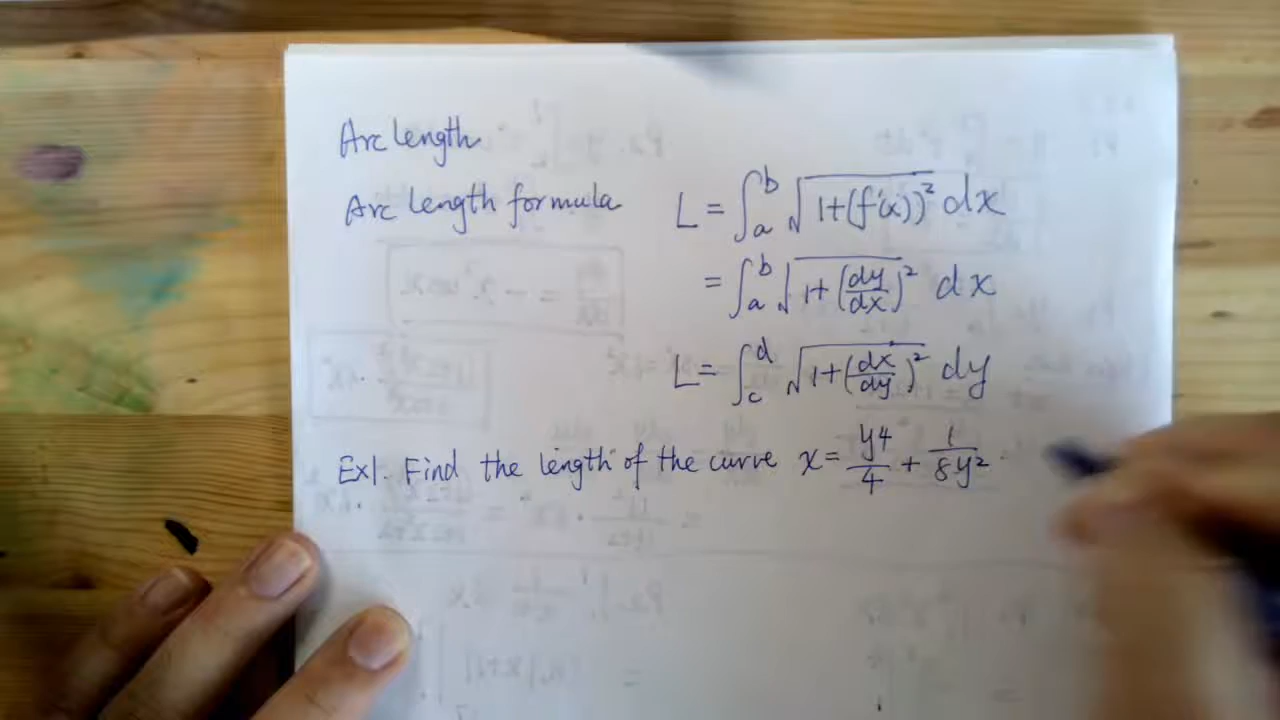 Arc length
Arc length formula L = ∫_a^b √(1+(f'(x))²) dx
= ∫_a^b √(1+(dy/dx)²) dx
L = ∫_c^d √(1+(dx/dy)²) dy
Ex1. Find the length of the curve x = y⁴/4 + 1/(8y²).